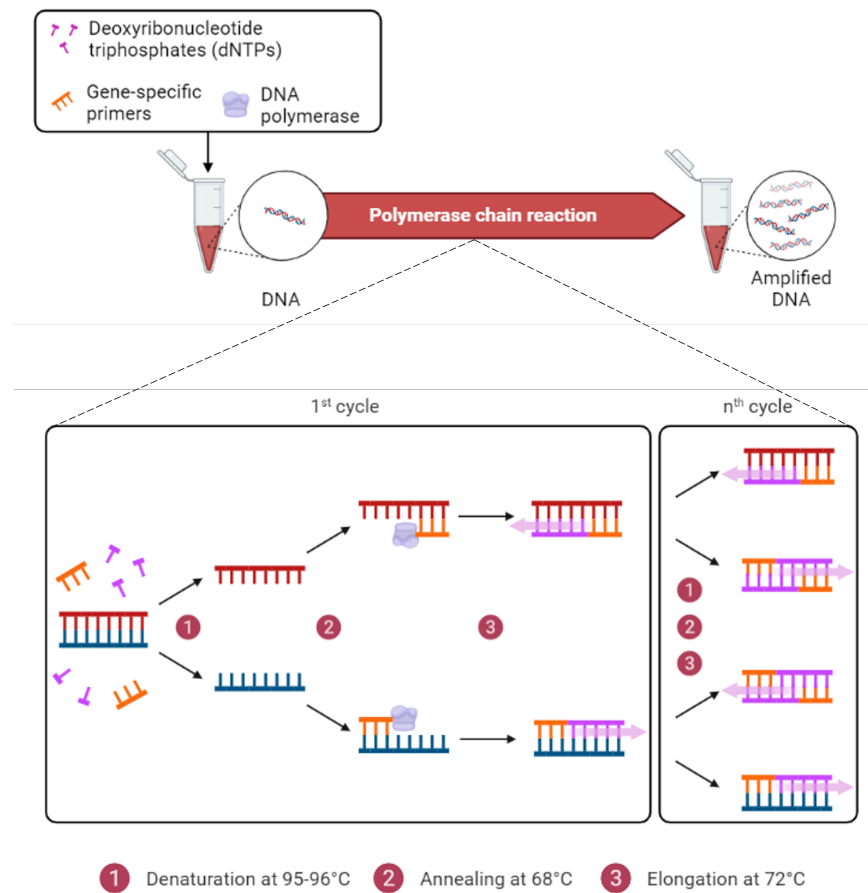 Deoxyribonucleotide
triphosphates (dNTPs)
Gene-specific
primers
DNA
polymerase
Polymerase chain reaction
DNA
Amplified
DNA
1st cycle
nth cycle
1
2
3
1
2
3
1 Denaturation at 95-96°C 2 Annealing at 68°C 3 Elongation at 72°C